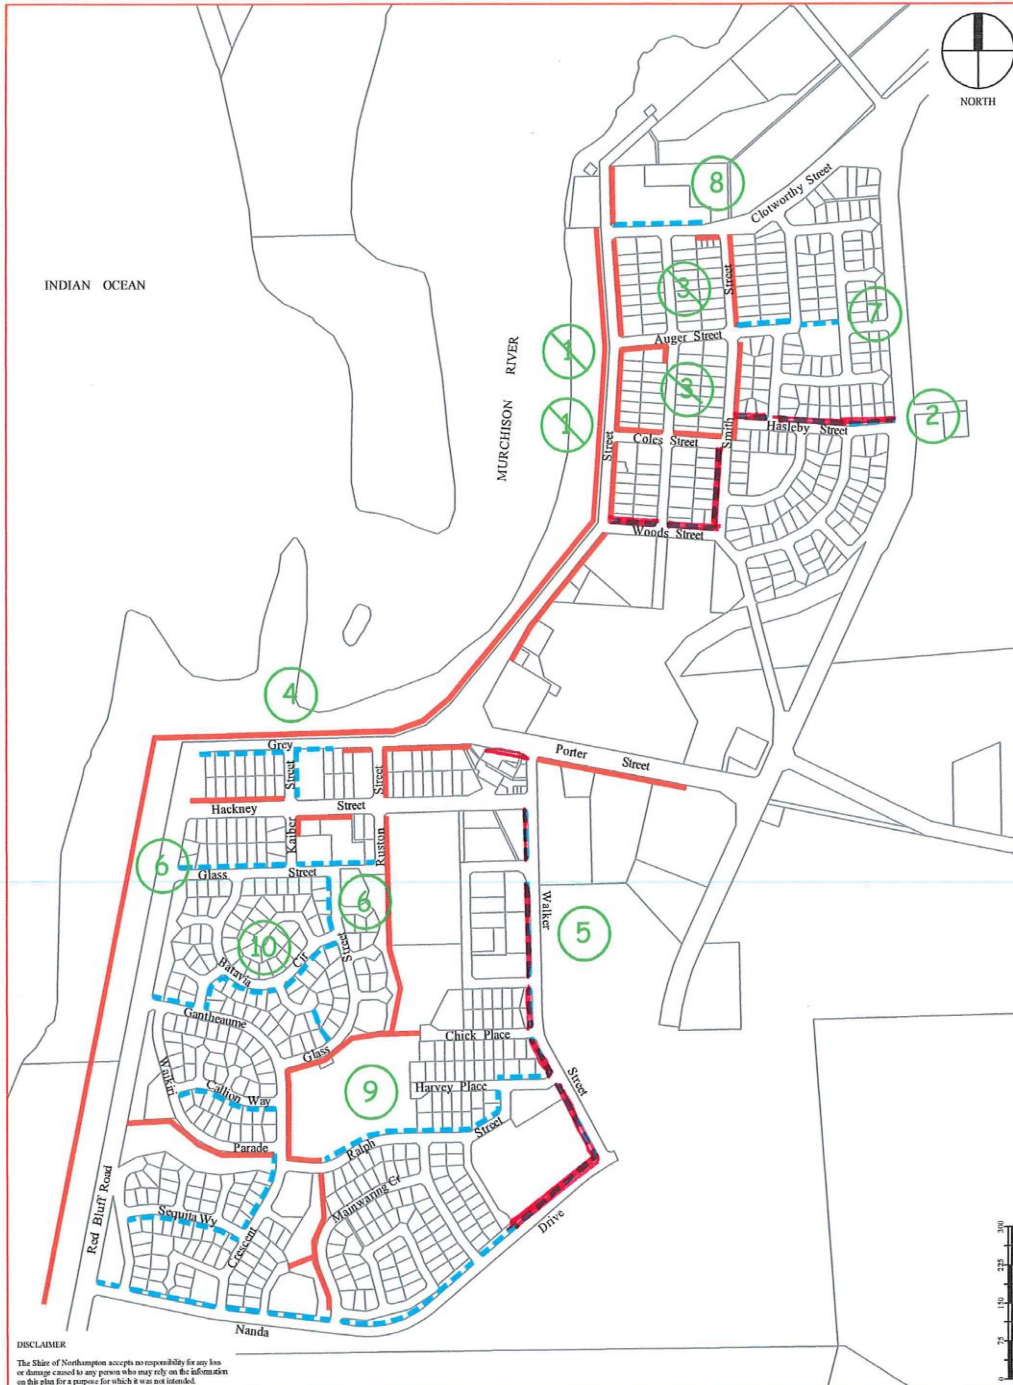 NORTH
8
Clotworthy Street
INDIAN OCEAN
3
Street
7
MURCHISON RIVER
1
Auger Street
3
1
2
Hasleby Street
Coles Street
Smith
Street
Woods Street
4
Grey
Street
Street
Porter Street
Hackney Street
Kaiber
Ruston
6
Glass Street
6
Walker
5
10
Batavia Cir
Street
Gantheaume
Chick Place
Glass
Waikiri
Callion Way
9
Harvey Place
Street
Street
Parade
Ralph
Mainwaring Ct
Red Bluff Road
Sequita Wy
Crescent
Drive
Nanda
300
225
150
75
0
DISCLAIMER
The Shire of Northampton accepts no responsibility for any loss
or damage caused to any person who may rely on the information
on this plan for a purpose for which it was not intended.